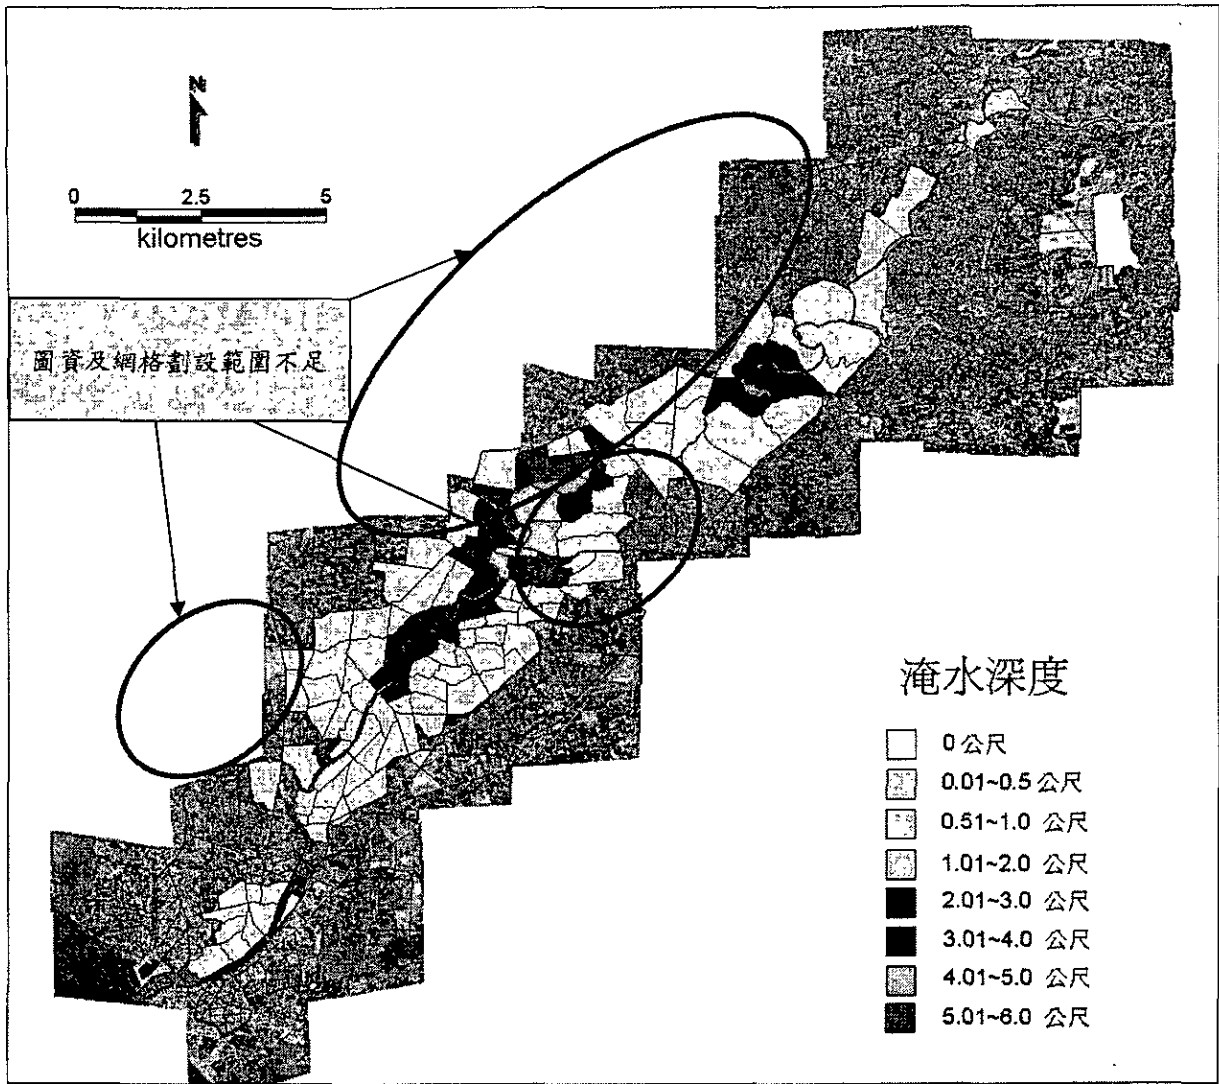 N
0 2.5 5
kilometres
圖資及網格劃設範圍不足
淹水深度
0 公尺
0.01~0.5 公尺
0.51~1.0 公尺
1.01~2.0 公尺
2.01~3.0 公尺
3.01~4.0 公尺
4.01~5.0 公尺
5.01~6.0 公尺